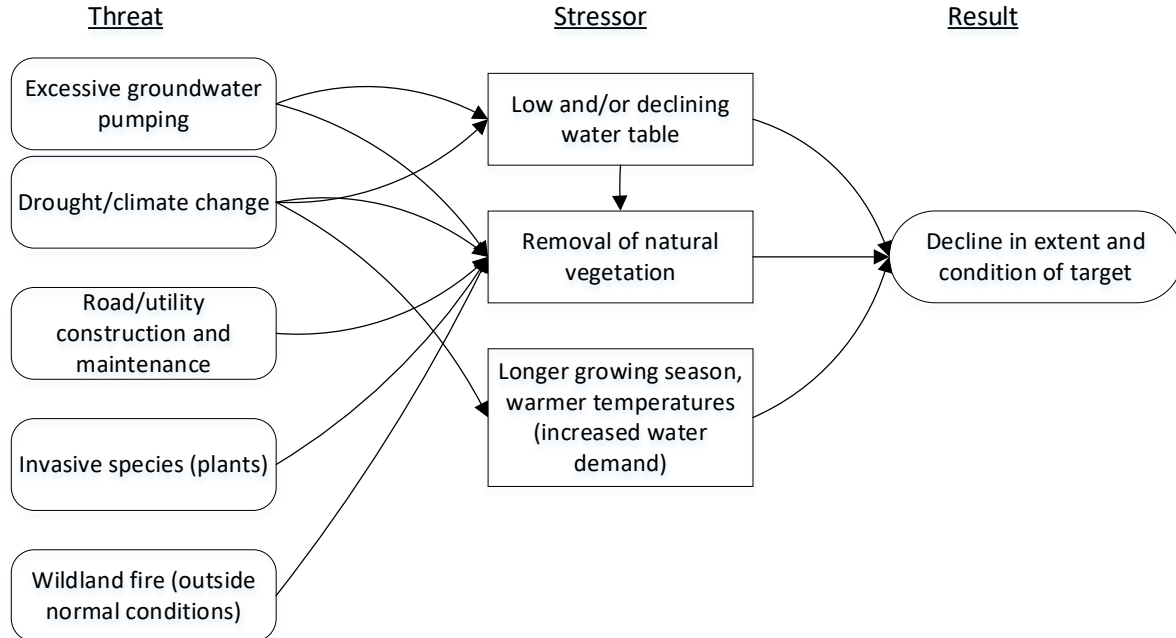 Threat
Stressor
Result
Excessive groundwater
pumping
Drought/climate change
Road/utility
construction and
maintenance
Invasive species (plants)
Wildland fire (outside
normal conditions)
Low and/or declining
water table
Removal of natural
vegetation
Longer growing season,
warmer temperatures
(increased water
demand)
Decline in extent and
condition of target